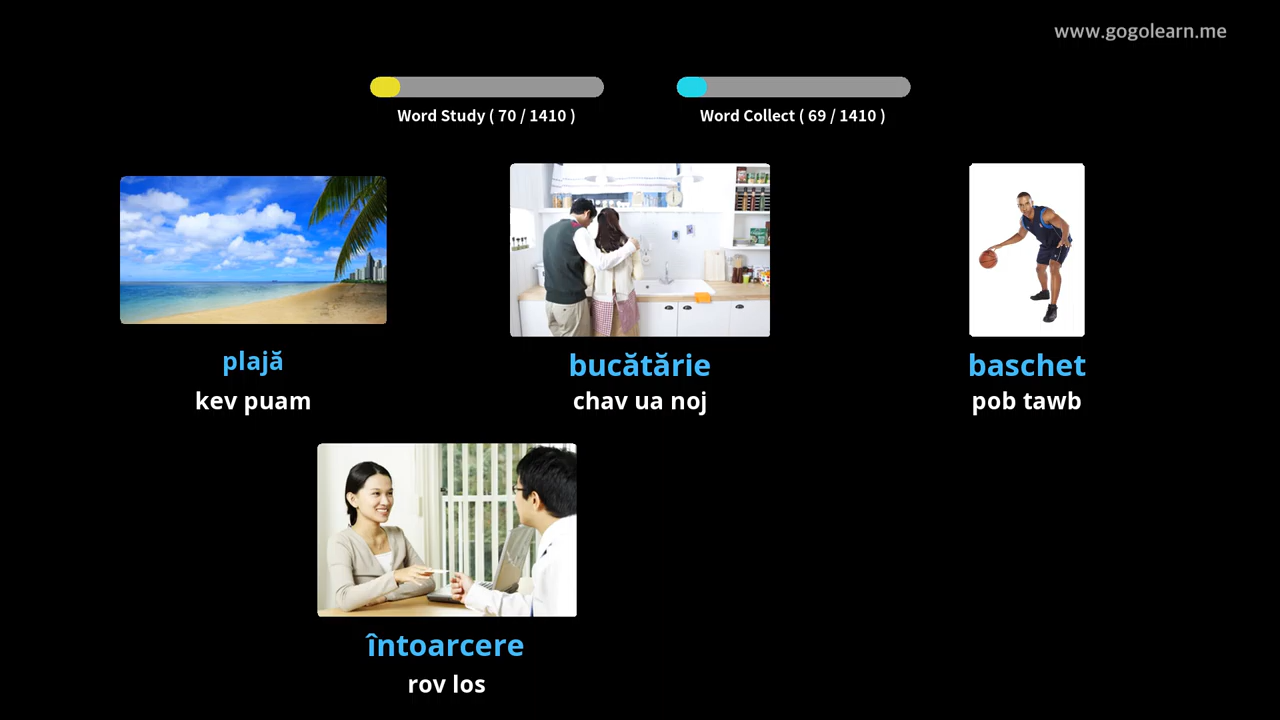 www.gogolearn.me
Word Study ( 70 / 1410 )
Word Collect ( 69 / 1410 )
plajă
kev puam
bucătărie
chav ua noj
baschet
pob tawb
întoarcere
rov los